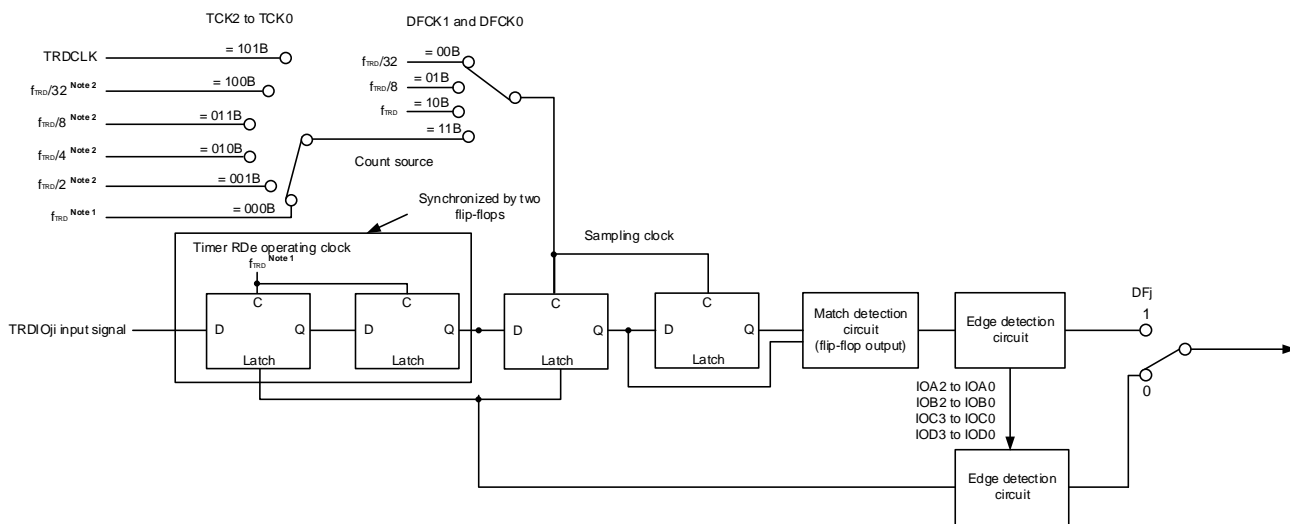 TCK2 to TCK0
DFCK1 and DFCK0
TRDCLK
= 101B
fTRD/32 Note 2
= 100B
fTRD/8 Note 2
= 011B
fTRD/4 Note 2
= 010B
fTRD/2 Note 2
= 001B
fTRD Note 1
= 000B
fTRD/32
= 00B
fTRD/8
= 01B
fTRD
= 10B
= 11B
Count source
Synchronized by two
flip-flops
Sampling clock
Timer RDe operating clock
fTRD Note 1
TRDIOji input signal
C
D
Q
Latch
C
D
Q
Latch
C
D
Q
Latch
C
D
Q
Latch
Match detection
circuit
(flip-flop output)
Edge detection
circuit
DFj
1
0
IOA2 to IOA0
IOB2 to IOB0
IOC3 to IOC0
IOD3 to IOD0
Edge detection
circuit